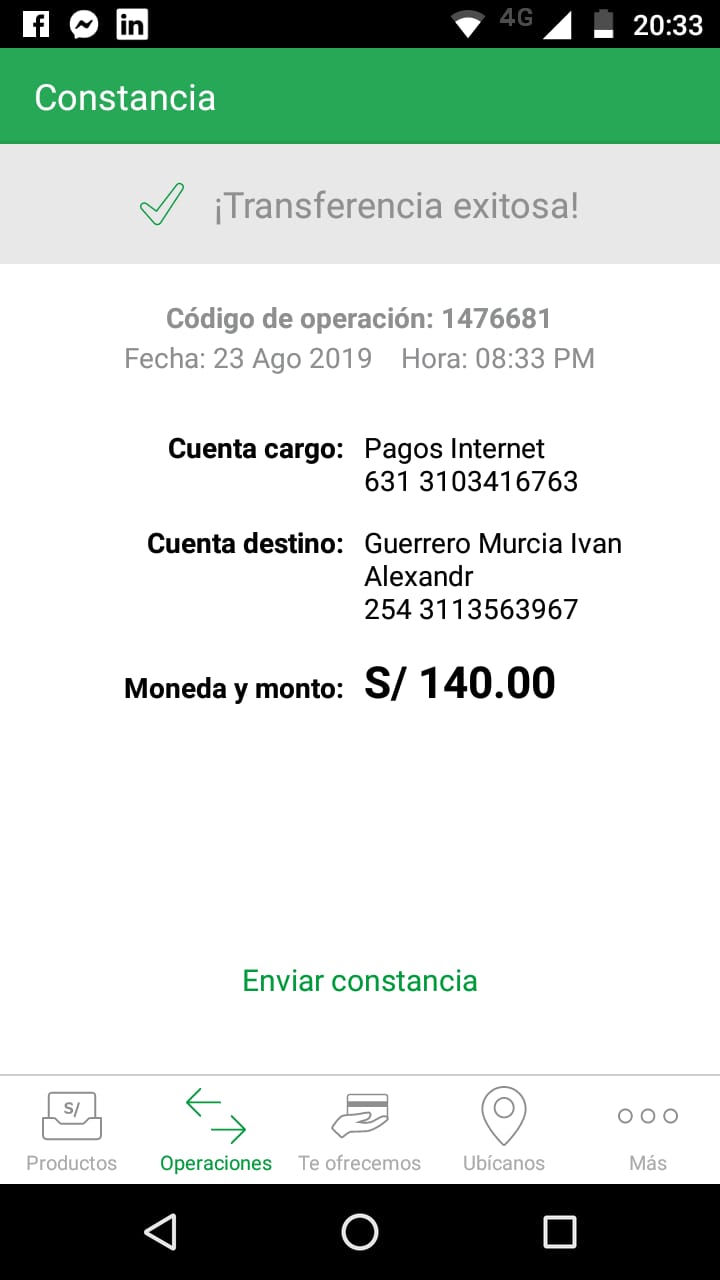 4G 20:33
Constancia
¡Transferencia exitosa!
Código de operación: 1476681
Fecha: 23 Ago 2019 Hora: 08:33 PM
Cuenta cargo: Pagos Internet
631 3103416763
Cuenta destino: Guerrero Murcia Ivan
Alexandr
254 3113563967
Moneda y monto: S/ 140.00
Enviar constancia
S/
Productos Operaciones Te ofrecemos Ubícanos Más